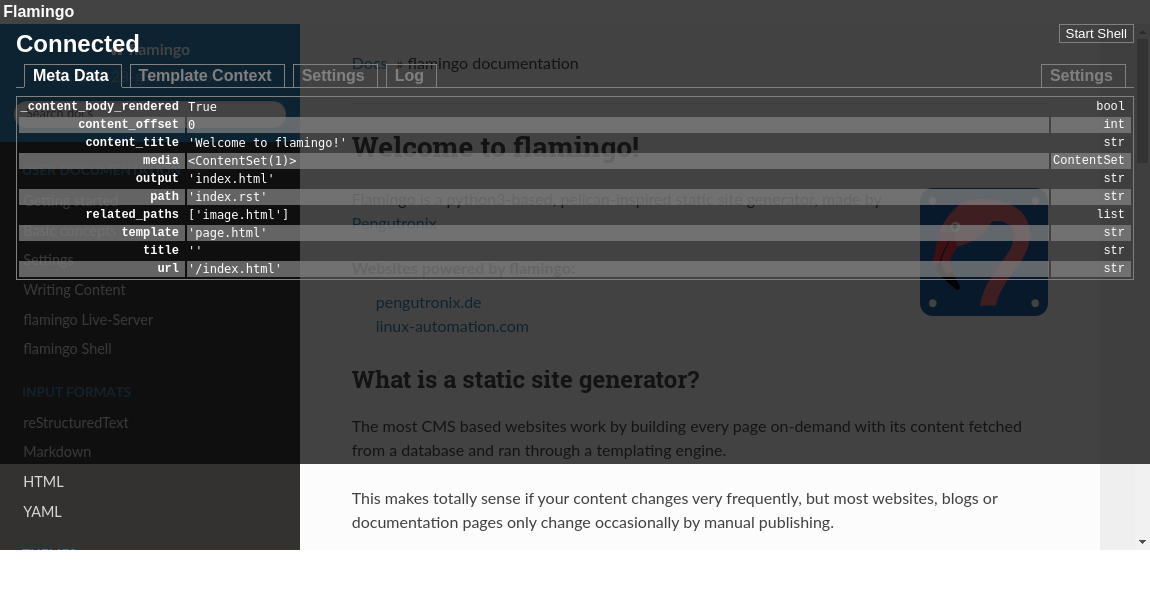 Flamingo
Connected
Start Shell
flamingo
Docs » flamingo documentation
Meta Data
Template Context
Settings
Log
Settings
Search docs
_content_body_rendered True bool
content_offset 0 int
content_title 'Welcome to flamingo!' str
Welcome to flamingo!
media <ContentSet(1)> ContentSet
USER DOCUMENTATION
output 'index.html' str
path 'index.rst' str
Getting started
Flamingo is a python3-based, pelican-inspired static site generator, made by
Pengutronix
related_paths ['image.html'] list
template 'page.html' str
Basic concepts
title '' str
Settings
url '/index.html' str
Websites powered by flamingo:
Writing Content
pengutronix.de
flamingo Live-Server
linux-automation.com
flamingo Shell
What is a static site generator?
INPUT FORMATS
reStructuredText
The most CMS based websites work by building every page on-demand with its content fetched
from a database and ran through a templating engine.
Markdown
HTML
YAML
This makes totally sense if your content changes very frequently, but most websites, blogs or
documentation pages only change occasionally by manual publishing.